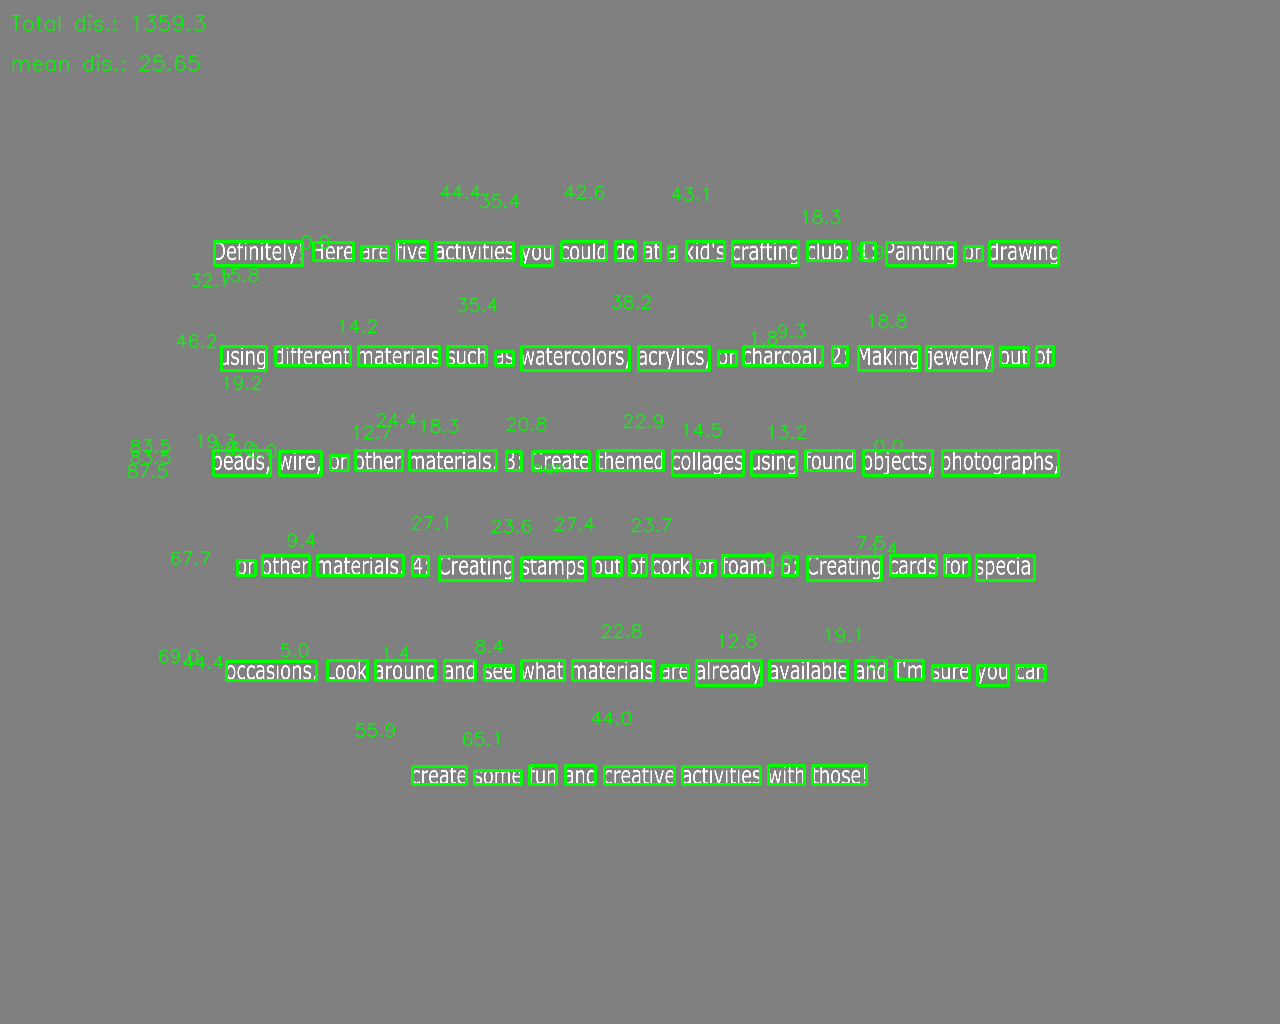 Total dis.: 1359.3
mean dis.: 25.65
44.4 35.4 42.6 43.1 18.3
Definitely! Here are five activities you could do at a kid's crafting club: 1: Painting or drawing
32.7 15.8 35.4 38.2
46.2 14.2 1.8 9.3 18.8
using different materials such as watercolors, acrylics, or charcoal. 2: Making jewelry out of
19.2
83.5 19.3 12.7 24.4 18.3 20.8 22.9 14.5 13.2 0.0
83.5
87.5
beads, wire, or other materials. 3: Create themed collages using found objects, photographs,
67.7 9.4 27.1 23.6 27.4 23.7 7.5
or other materials. 4: Creating stamps out of cork or foam. 5: Creating cards for special
69.0 44.4 5.0 1.4 8.4 22.8 12.8 19.1
occasions. Look around and see what materials are already available and I'm sure you can
55.9 65.1 44.0
create some fun and creative activities with those!